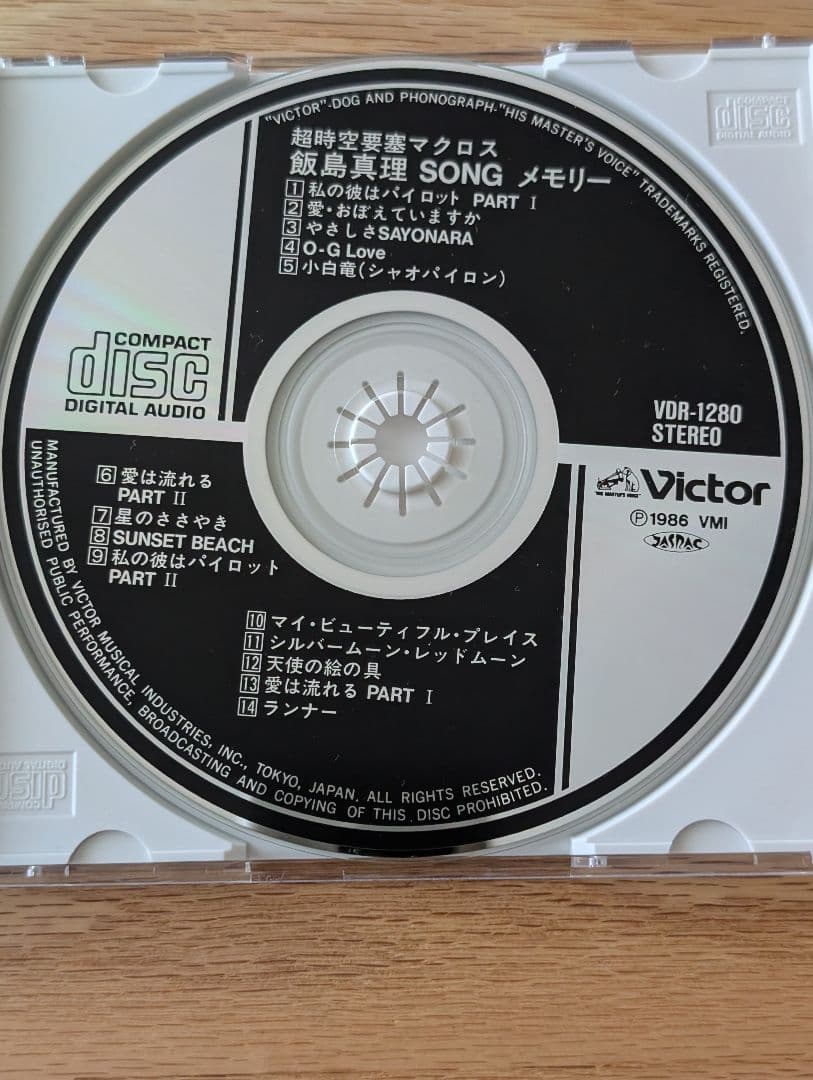 "VICTOR"-DOG AND PHONOGRAPH-"HIS MASTER'S VOICE" TRADEMARKS REGISTERED.
COMPACT
disc
DIGITAL AUDIO
超時空要塞マクロス
飯島真理 SONG メモリー
1 私の彼はパイロット PART Ⅰ
2 愛・おぼえていますか
3 やさしさSAYONARA
4 O-G Love
5 小白竜(シャオパイロン)
COMPACT
disc
DIGITAL AUDIO
VDR-1280
STEREO
6 愛は流れる
PART Ⅱ
7 星のささやき
8 SUNSET BEACH
9 私の彼はパイロット
PART Ⅱ
"HIS MASTER'S VOICE"
Victor
Ⓟ1986 VMI
JASRAC
10 マイ・ビューティフル・プレイス
11 シルバームーン・レッドムーン
12 天使の絵の具
13 愛は流れる PART Ⅰ
14 ランナー
MANUFACTURED BY VICTOR MUSICAL INDUSTRIES, INC., TOKYO, JAPAN. ALL RIGHTS RESERVED.
UNAUTHORISED PUBLIC PERFORMANCE, BROADCASTING AND COPYING OF THIS DISC PROHIBITED.
COMPACT
disc
DIGITAL AUDIO